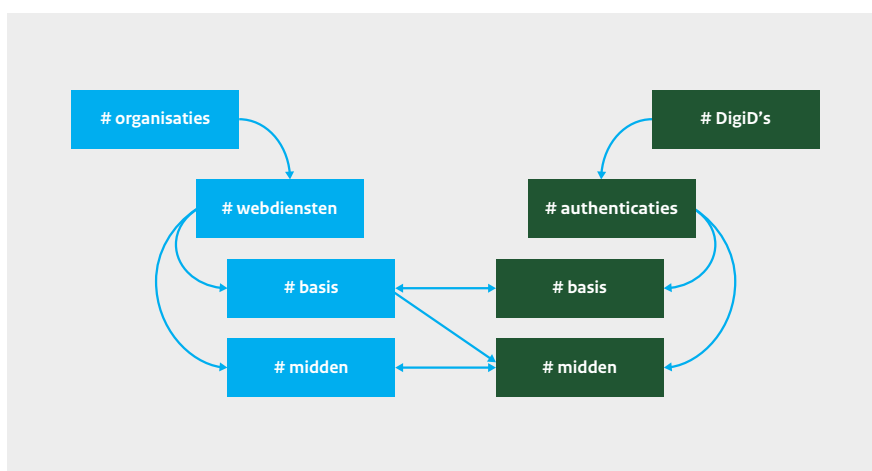 # organisaties
# DigiD’s
# webdiensten
# authenticaties
# basis
# basis
# midden
# midden